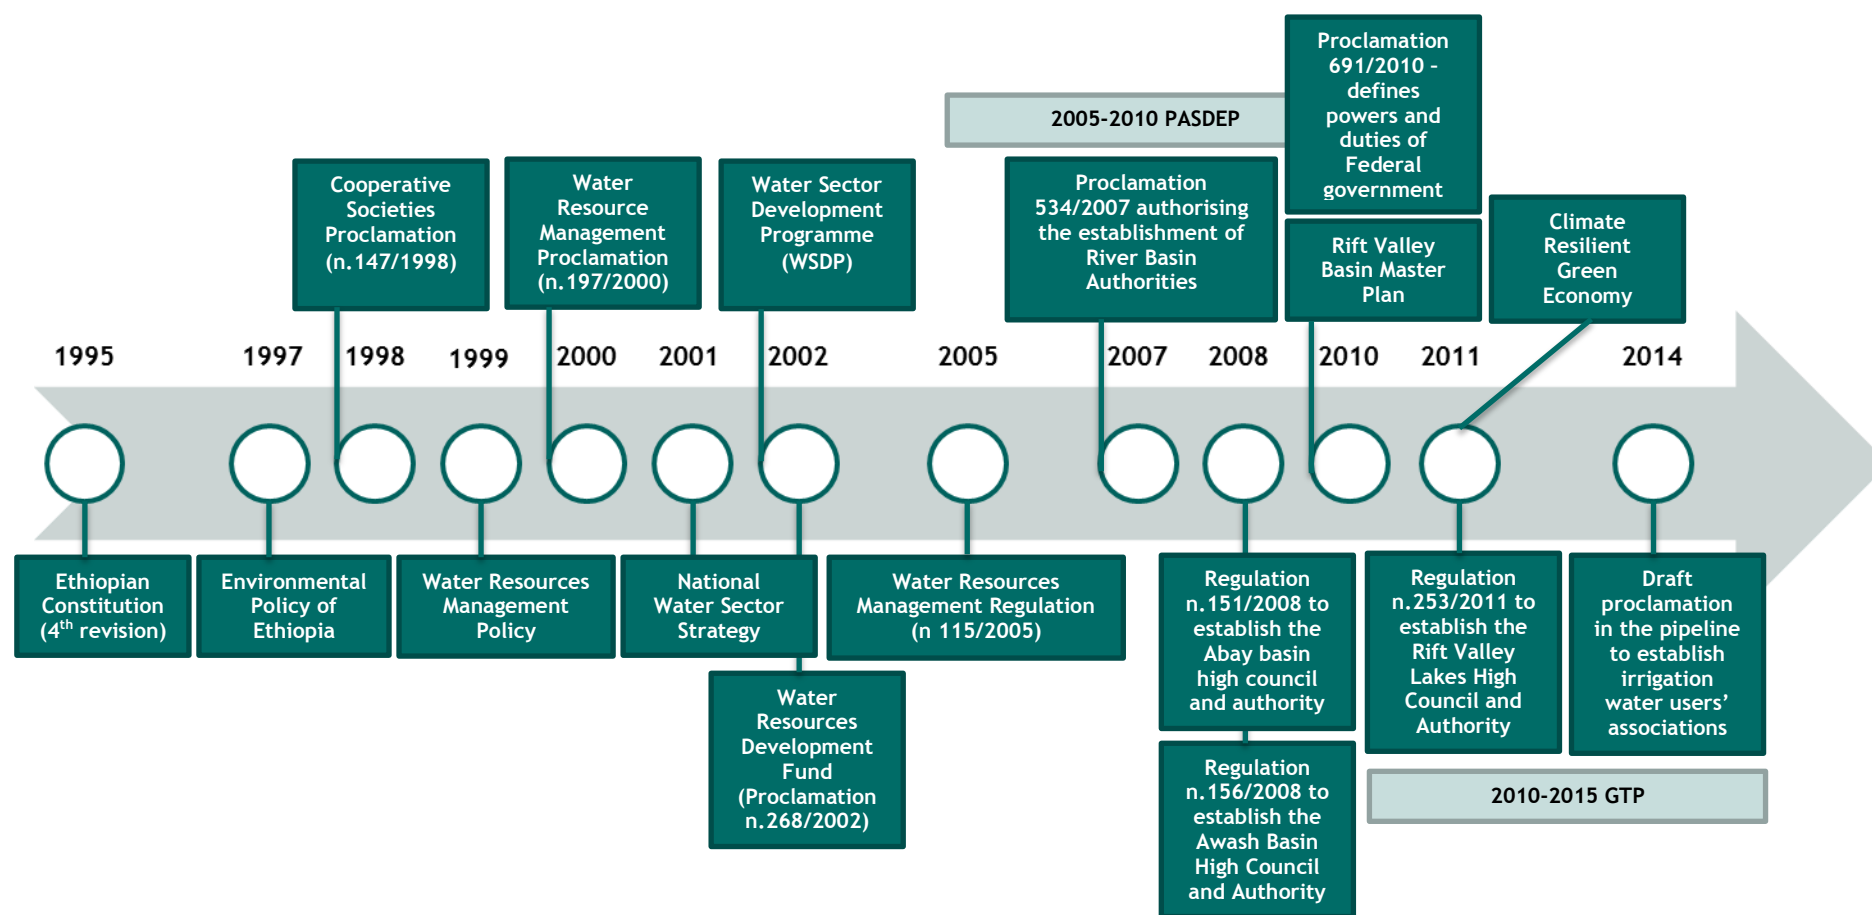 Proclamation
691/2010 –
defines
powers and
duties of
Federal
government
2005-2010 PASDEP
Cooperative
Societies
Proclamation
(n.147/1998)
Water
Resource
Management
Proclamation
(n.197/2000)
Water Sector
Development
Programme
(WSDP)
Proclamation
534/2007 authorising
the establishment of
River Basin
Authorities
Rift Valley
Basin Master
Plan
Climate
Resilient
Green
Economy
1995
1997
1998
1999
2000
2001
2002
2005
2007
2008
2010
2011
2014
Ethiopian
Constitution
(4th revision)
Environmental
Policy of
Ethiopia
Water Resources
Management
Policy
National
Water Sector
Strategy
Water
Resources
Development
Fund
(Proclamation
n.268/2002)
Water Resources
Management Regulation
(n 115/2005)
Regulation
n.151/2008 to
establish the
Abay basin
high council
and authority
Regulation
n.156/2008 to
establish the
Awash Basin
High Council
and Authority
Regulation
n.253/2011 to
establish the
Rift Valley
Lakes High
Council and
Authority
Draft
proclamation
in the pipeline
to establish
irrigation
water users’
associations
2010-2015 GTP